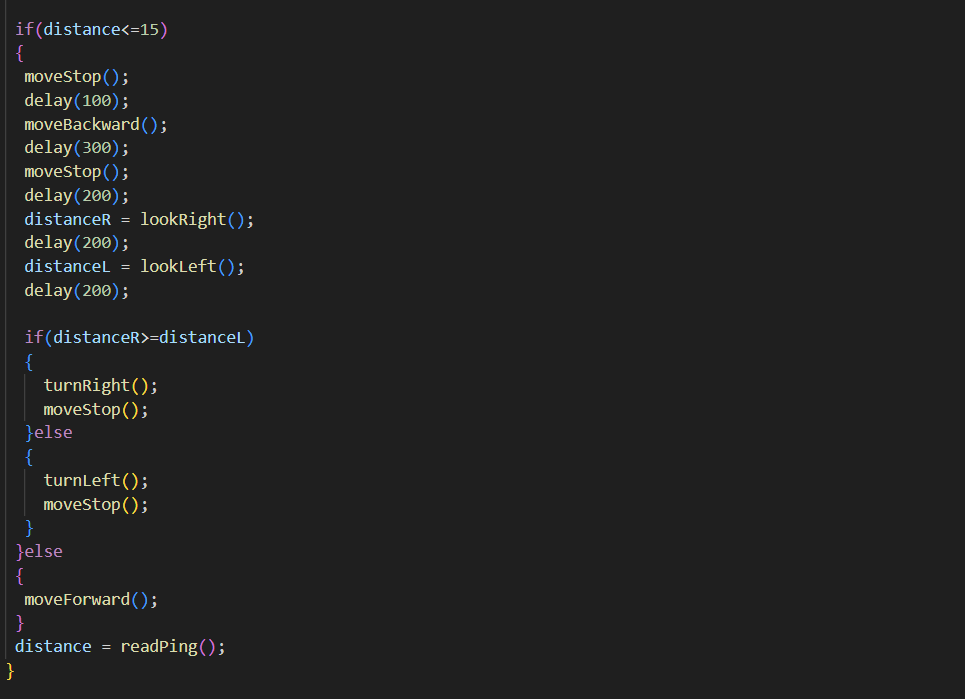 if(distance<=15)
{
moveStop();
delay(100);
moveBackward();
delay(300);
moveStop();
delay(200);
distanceR = lookRight();
delay(200);
distanceL = lookLeft();
delay(200);
if(distanceR>=distanceL)
{
turnRight();
moveStop();
}else
{
turnLeft();
moveStop();
}
}else
{
moveForward();
}
distance = readPing();
}